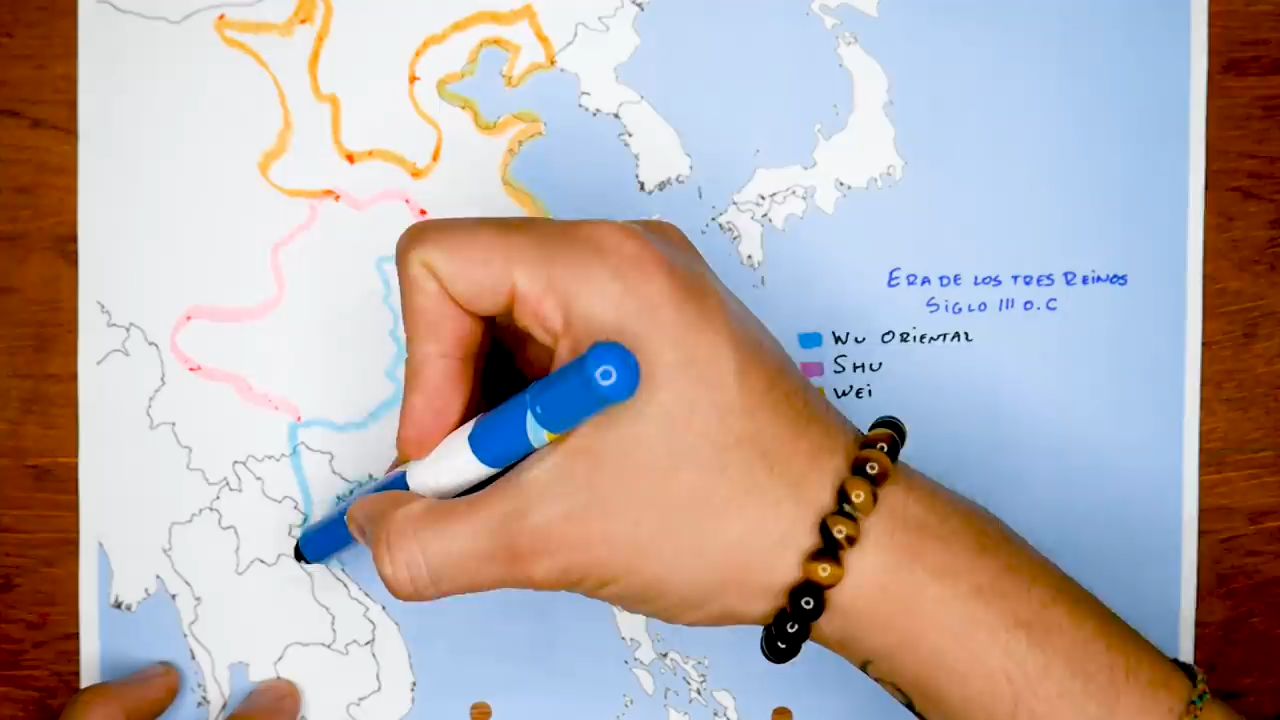 ERA DE LOS TRES REiNOS
SiGLO III D.C
WU ORIENTAL
SHU
WEi